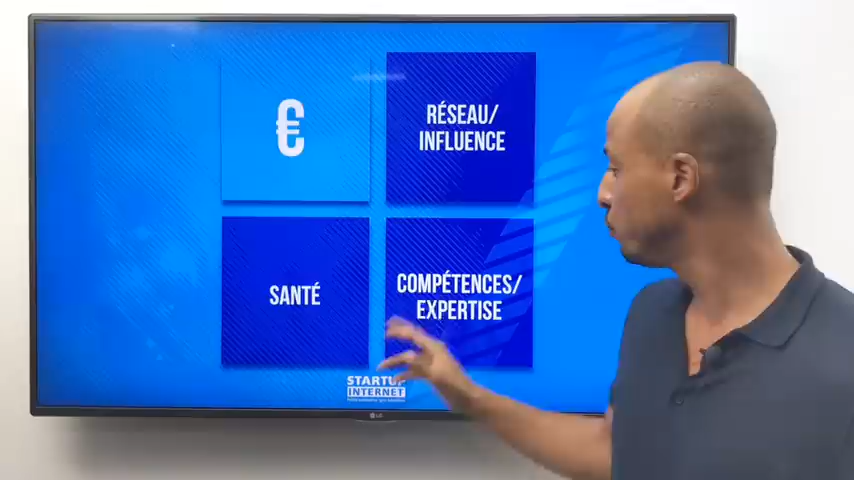 €
RÉSEAU/
INFLUENCE
SANTÉ
COMPÉTENCES/
EXPERTISE
STARTUP
INTERNET
LG